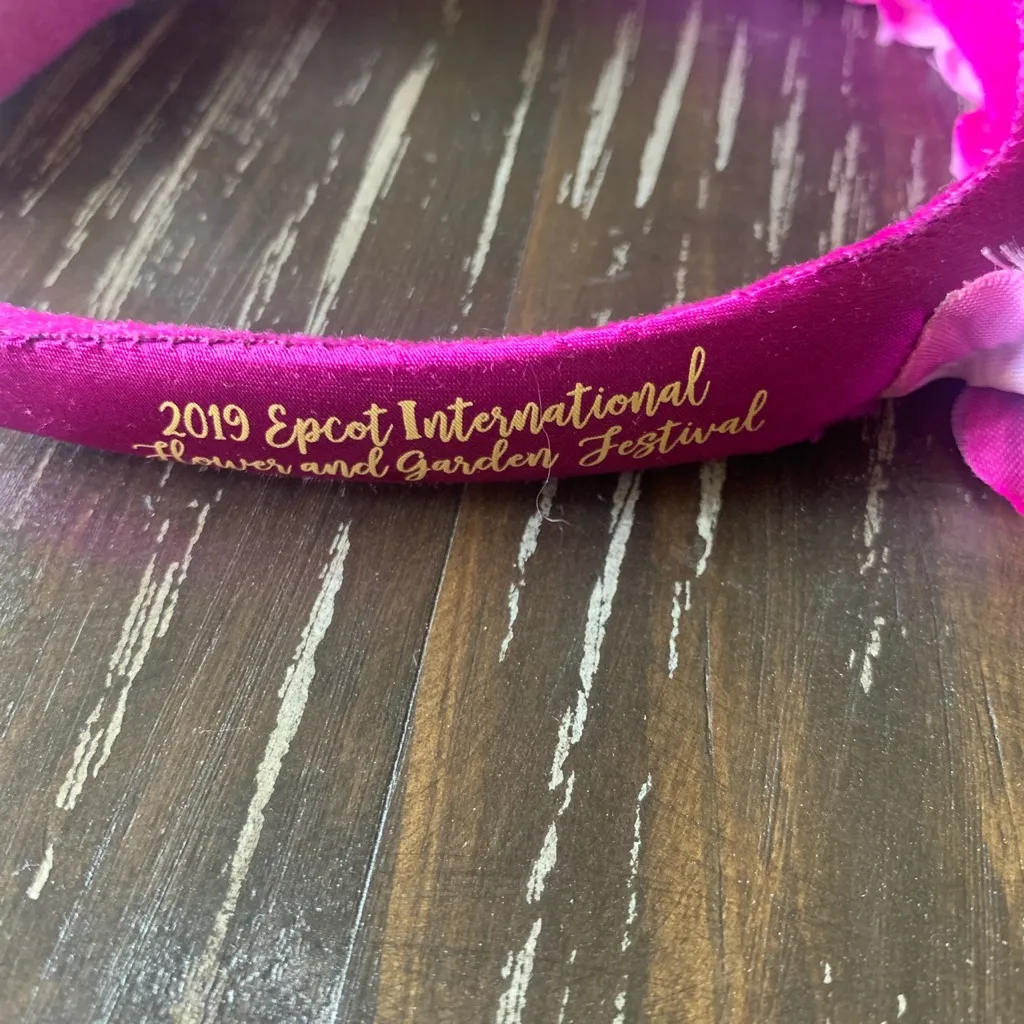 2019 Epcot International
Flower and Garden Festival